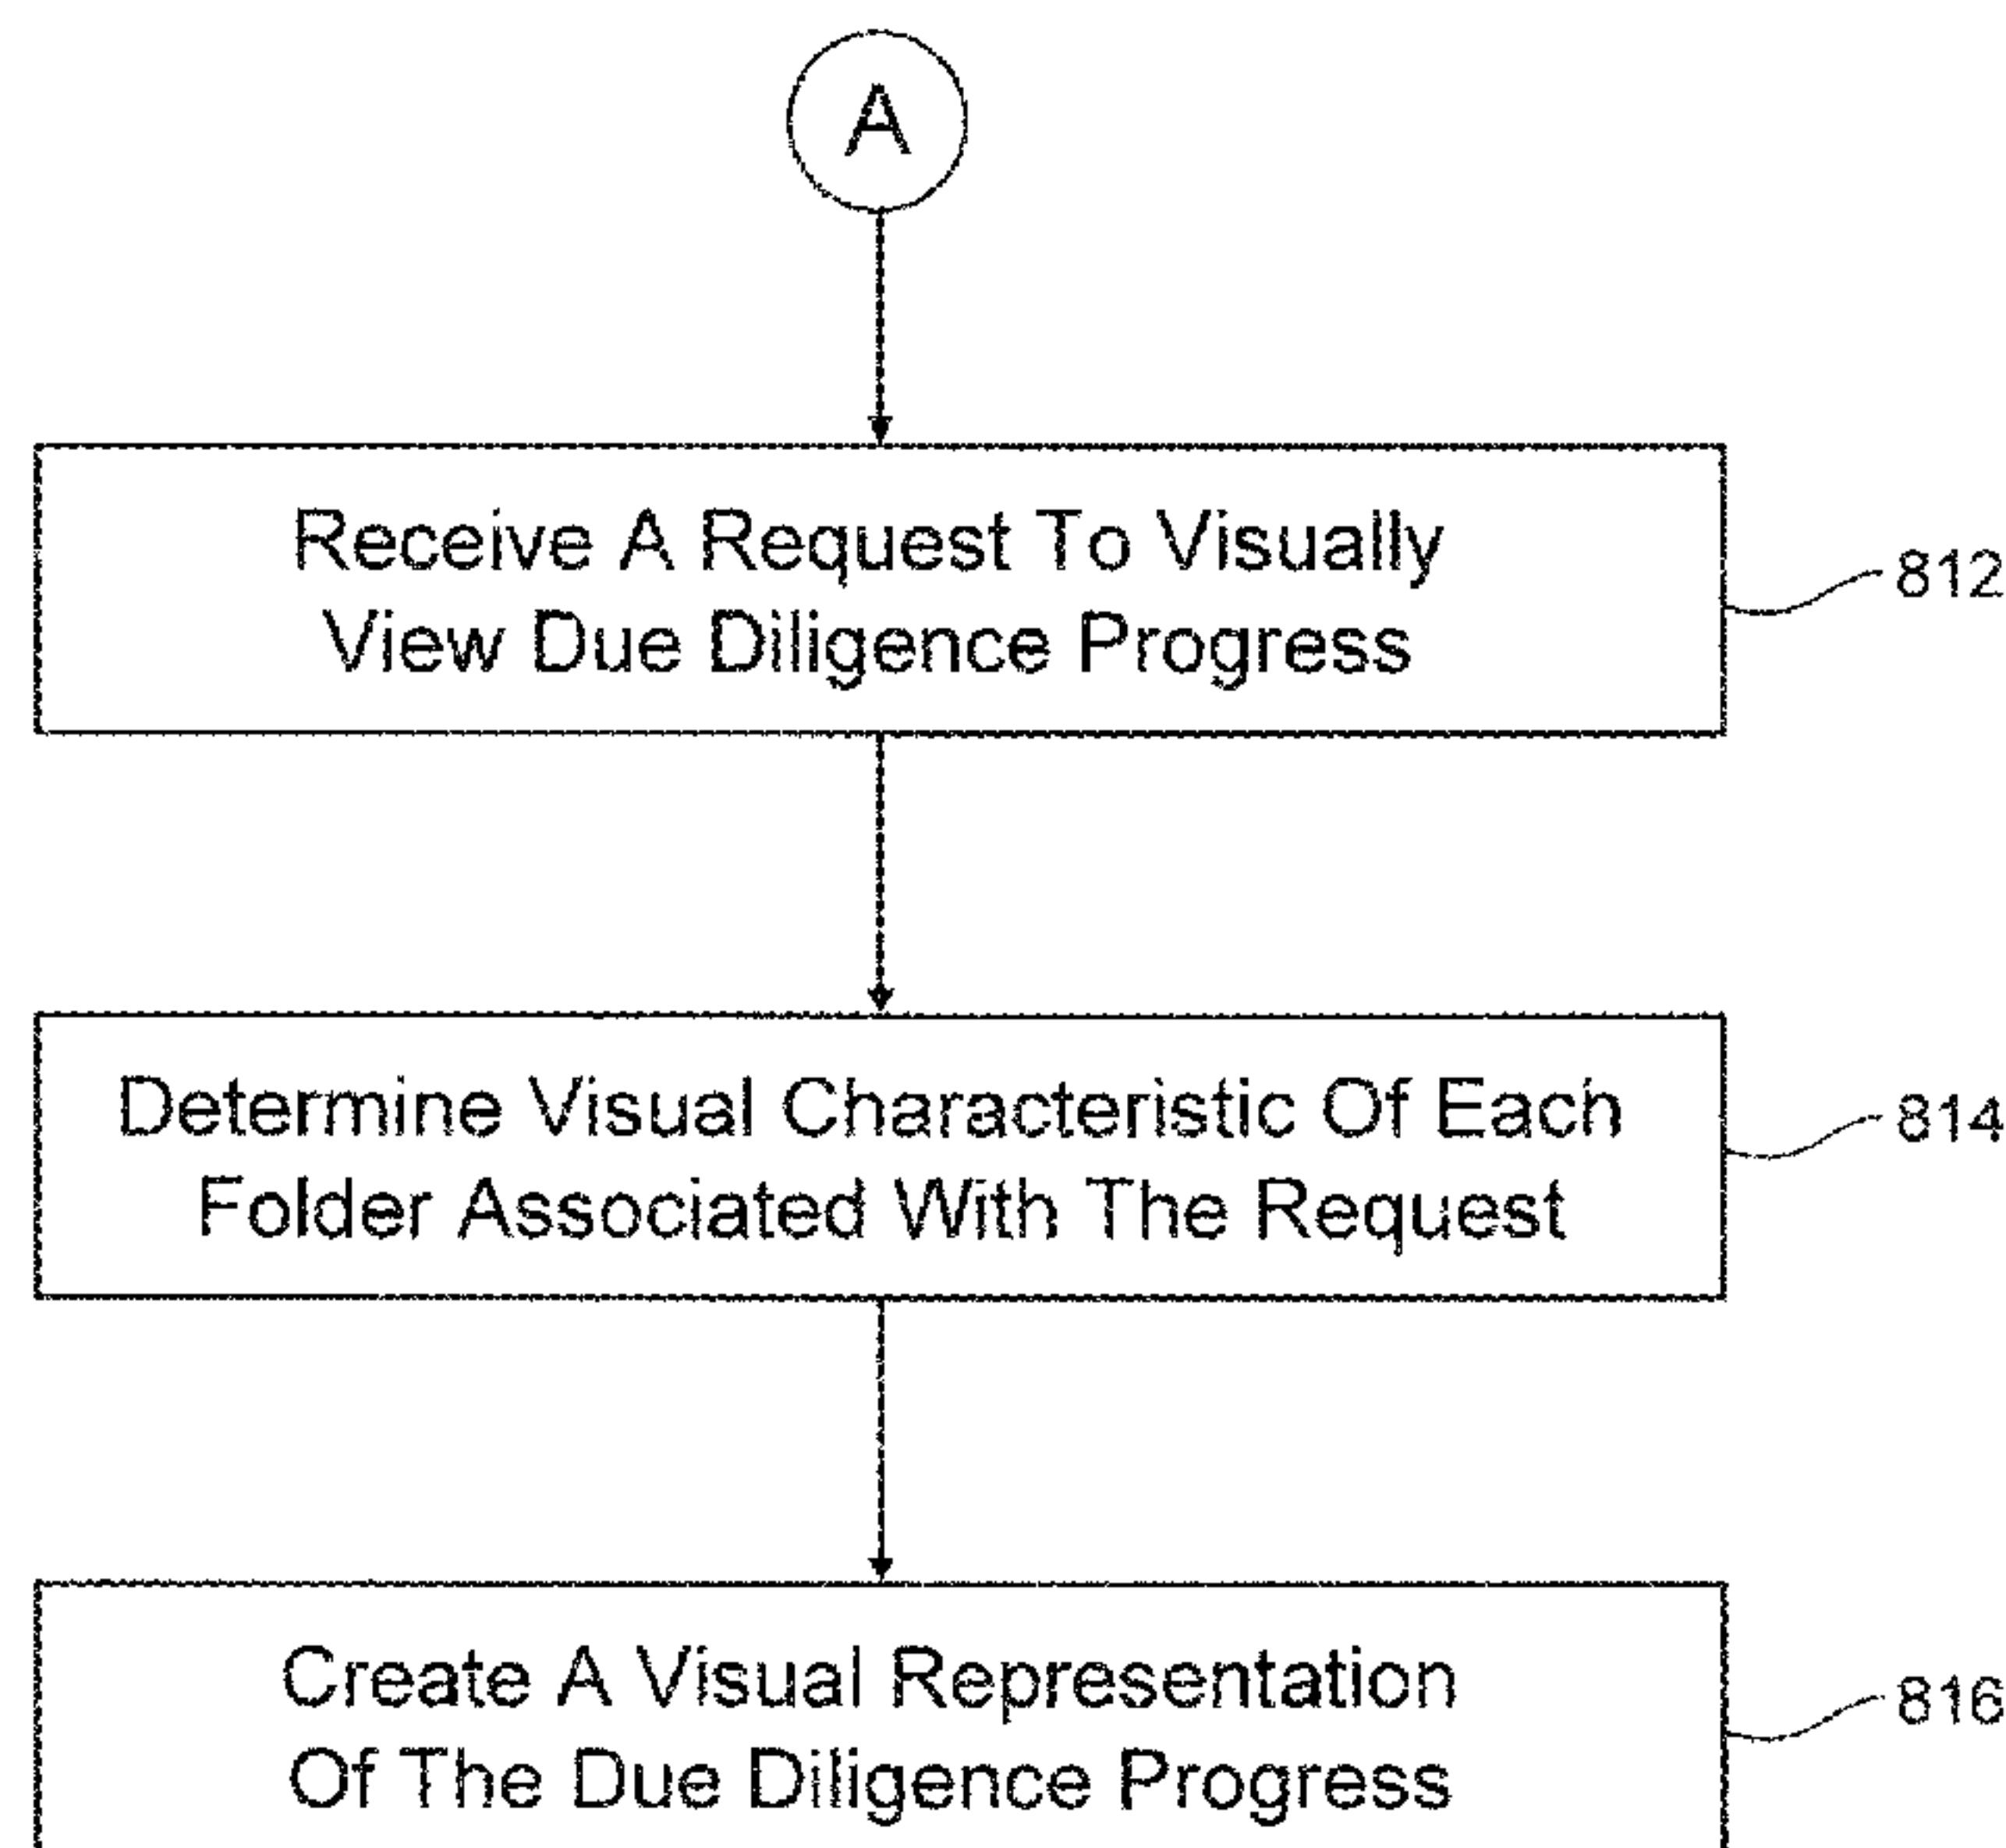 A
Receive A Request To Visually
View Due Diligence Progress
812
Determine Visual Characteristic Of Each
Folder Associated With The Request
814
Create A Visual Representation
Of The Due Diligence Progress
816